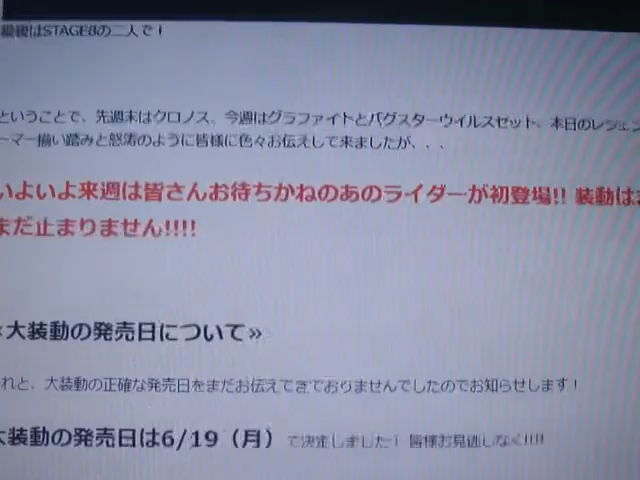 最後はSTAGE8の二人で！
ということで、先週末はクロノス、今週はグラファイトとバグスターウイルスセット、本日のレジェン
ーマー揃い踏みと怒涛のように皆様に色々お伝えして来ましたが、、、
いよいよ来週は皆さんお待ちかねのあのライダーが初登場!! 装動はま
まだ止まりません!!!!
≪大装動の発売日について≫
れと、大装動の正確な発売日をまだお伝えできておりませんでしたのでお知らせします！
大装動の発売日は6/19（月）で決定しました！ 皆様お見逃しなく!!!!